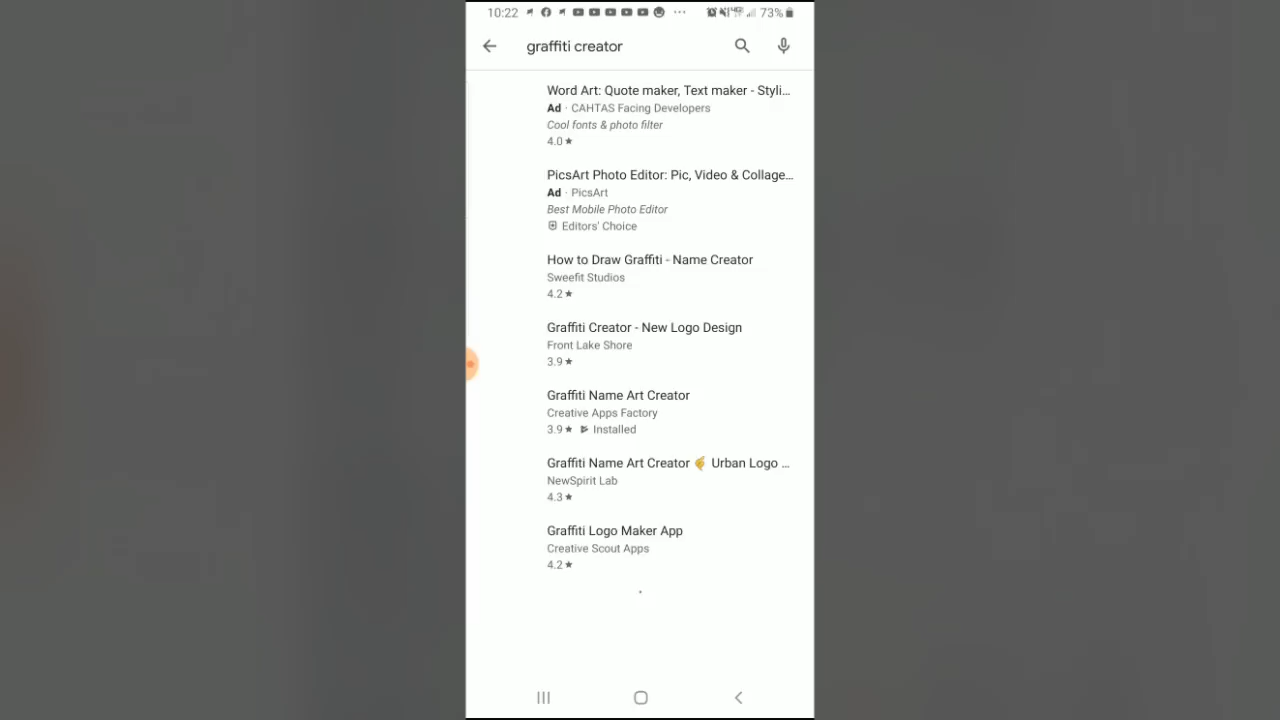 10:22 73%
graffiti creator
Word Art: Quote maker, Text maker - Styli...
Ad · CAHTAS Facing Developers
Cool fonts & photo filter
4.0 ★
PicsArt Photo Editor: Pic, Video & Collage...
Ad · PicsArt
Best Mobile Photo Editor
Editors' Choice
How to Draw Graffiti - Name Creator
Sweefit Studios
4.2 ★
Graffiti Creator - New Logo Design
Front Lake Shore
3.9 ★
Graffiti Name Art Creator
Creative Apps Factory
3.9 ★ Installed
Graffiti Name Art Creator 🤙 Urban Logo ...
NewSpirit Lab
4.3 ★
Graffiti Logo Maker App
Creative Scout Apps
4.2 ★